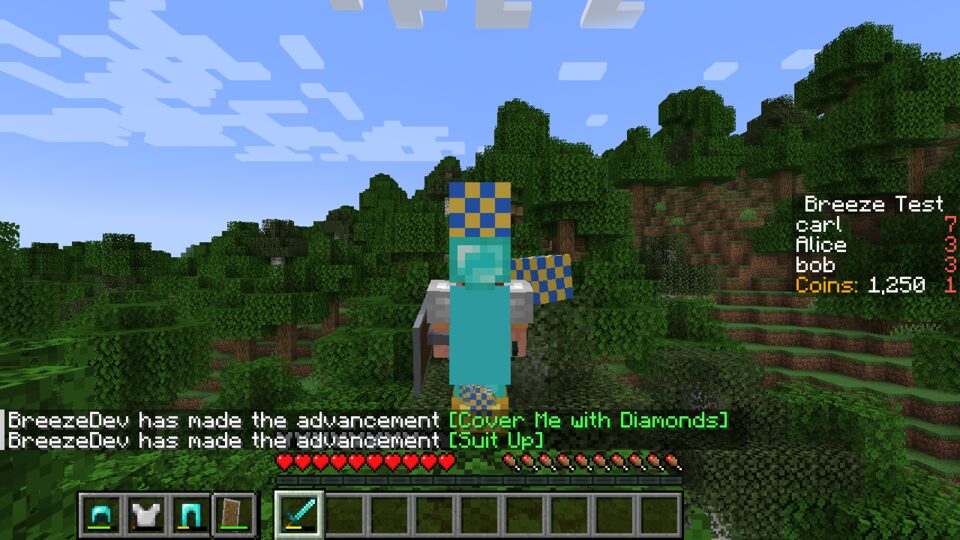 Breeze Test
carl 7
Alice 3
bob 3
Coins: 1,250 1
BreezeDev has made the advancement [Cover Me with Diamonds]
BreezeDev has made the advancement [Suit Up]